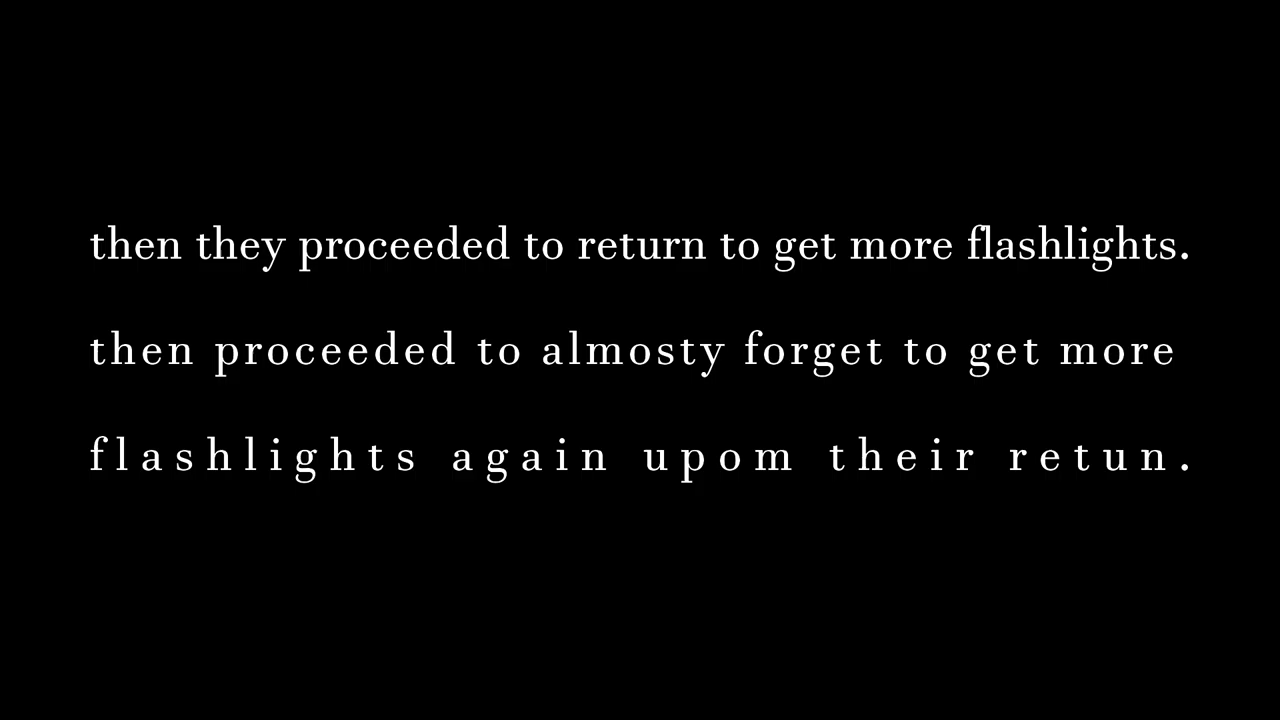 then they proceeded to return to get more flashlights.
then proceeded to almosty forget to get more
flashlights again upom their retun.